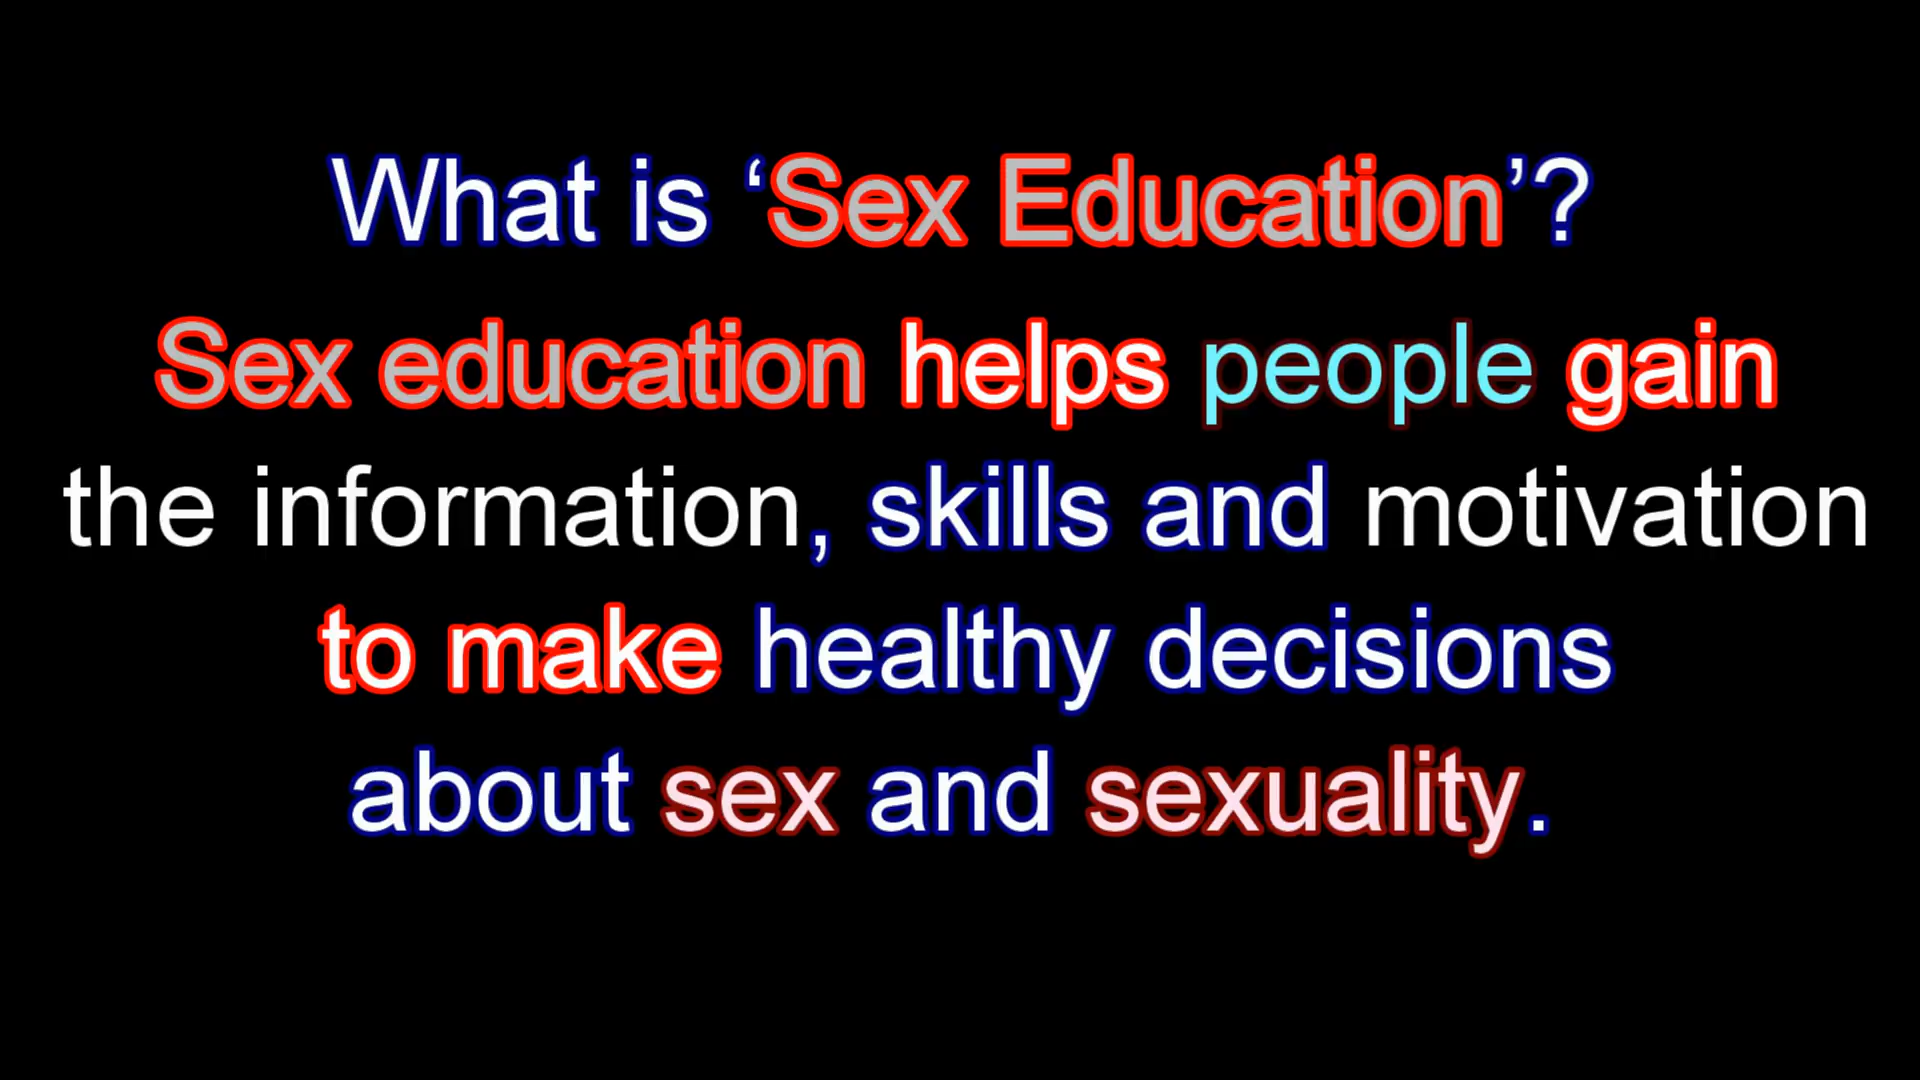 What is ‘Sex Education’?
Sex education helps people gain
the information, skills and motivation
to make healthy decisions
about sex and sexuality.